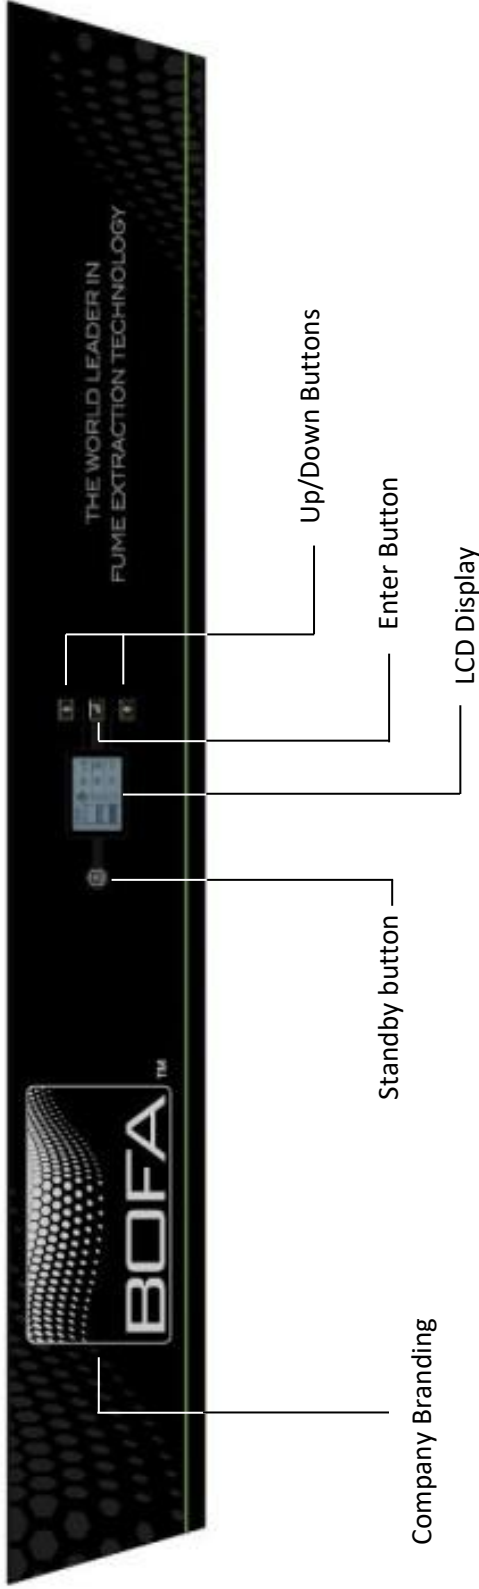 BOFA
TM
THE WORLD LEADER IN
FUME EXTRACTION TECHNOLOGY
Company Branding
Standby button
LCD Display
Enter Button
Up/Down Buttons